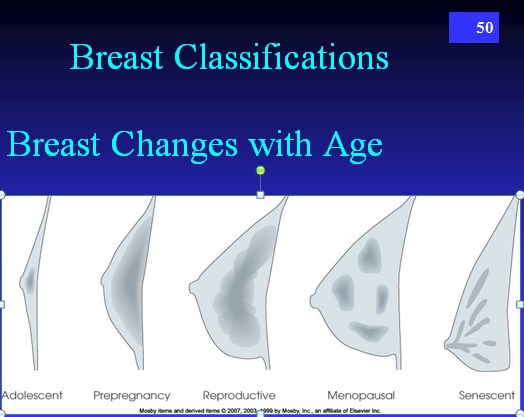 50
Breast Classifications
Breast Changes with Age
Adolescent Prepregnancy Reproductive Menopausal Senescent
Mosby items and derived items © 2007, 2003, 1999 by Mosby, Inc., an affiliate of Elsevier Inc.